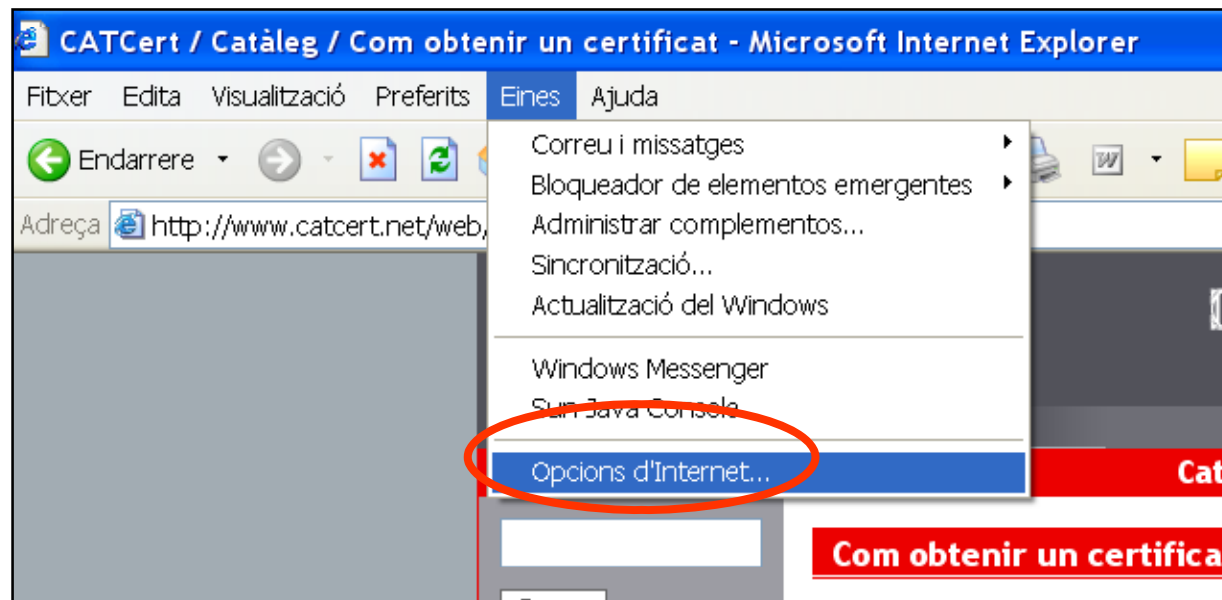 CATCert / Catàleg / Com obtenir un certificat - Microsoft Internet Explorer
Fitxer Edita Visualització Preferits Eines Ajuda
Endarrere
Adreça http://www.catcert.net/web,
Correu i missatges
Bloqueador de elementos emergentes
Administrar complementos...
Sincronització...
Actualització del Windows
Windows Messenger
Sun Java Console
Opcions d'Internet...
Cat
Com obtenir un certifica